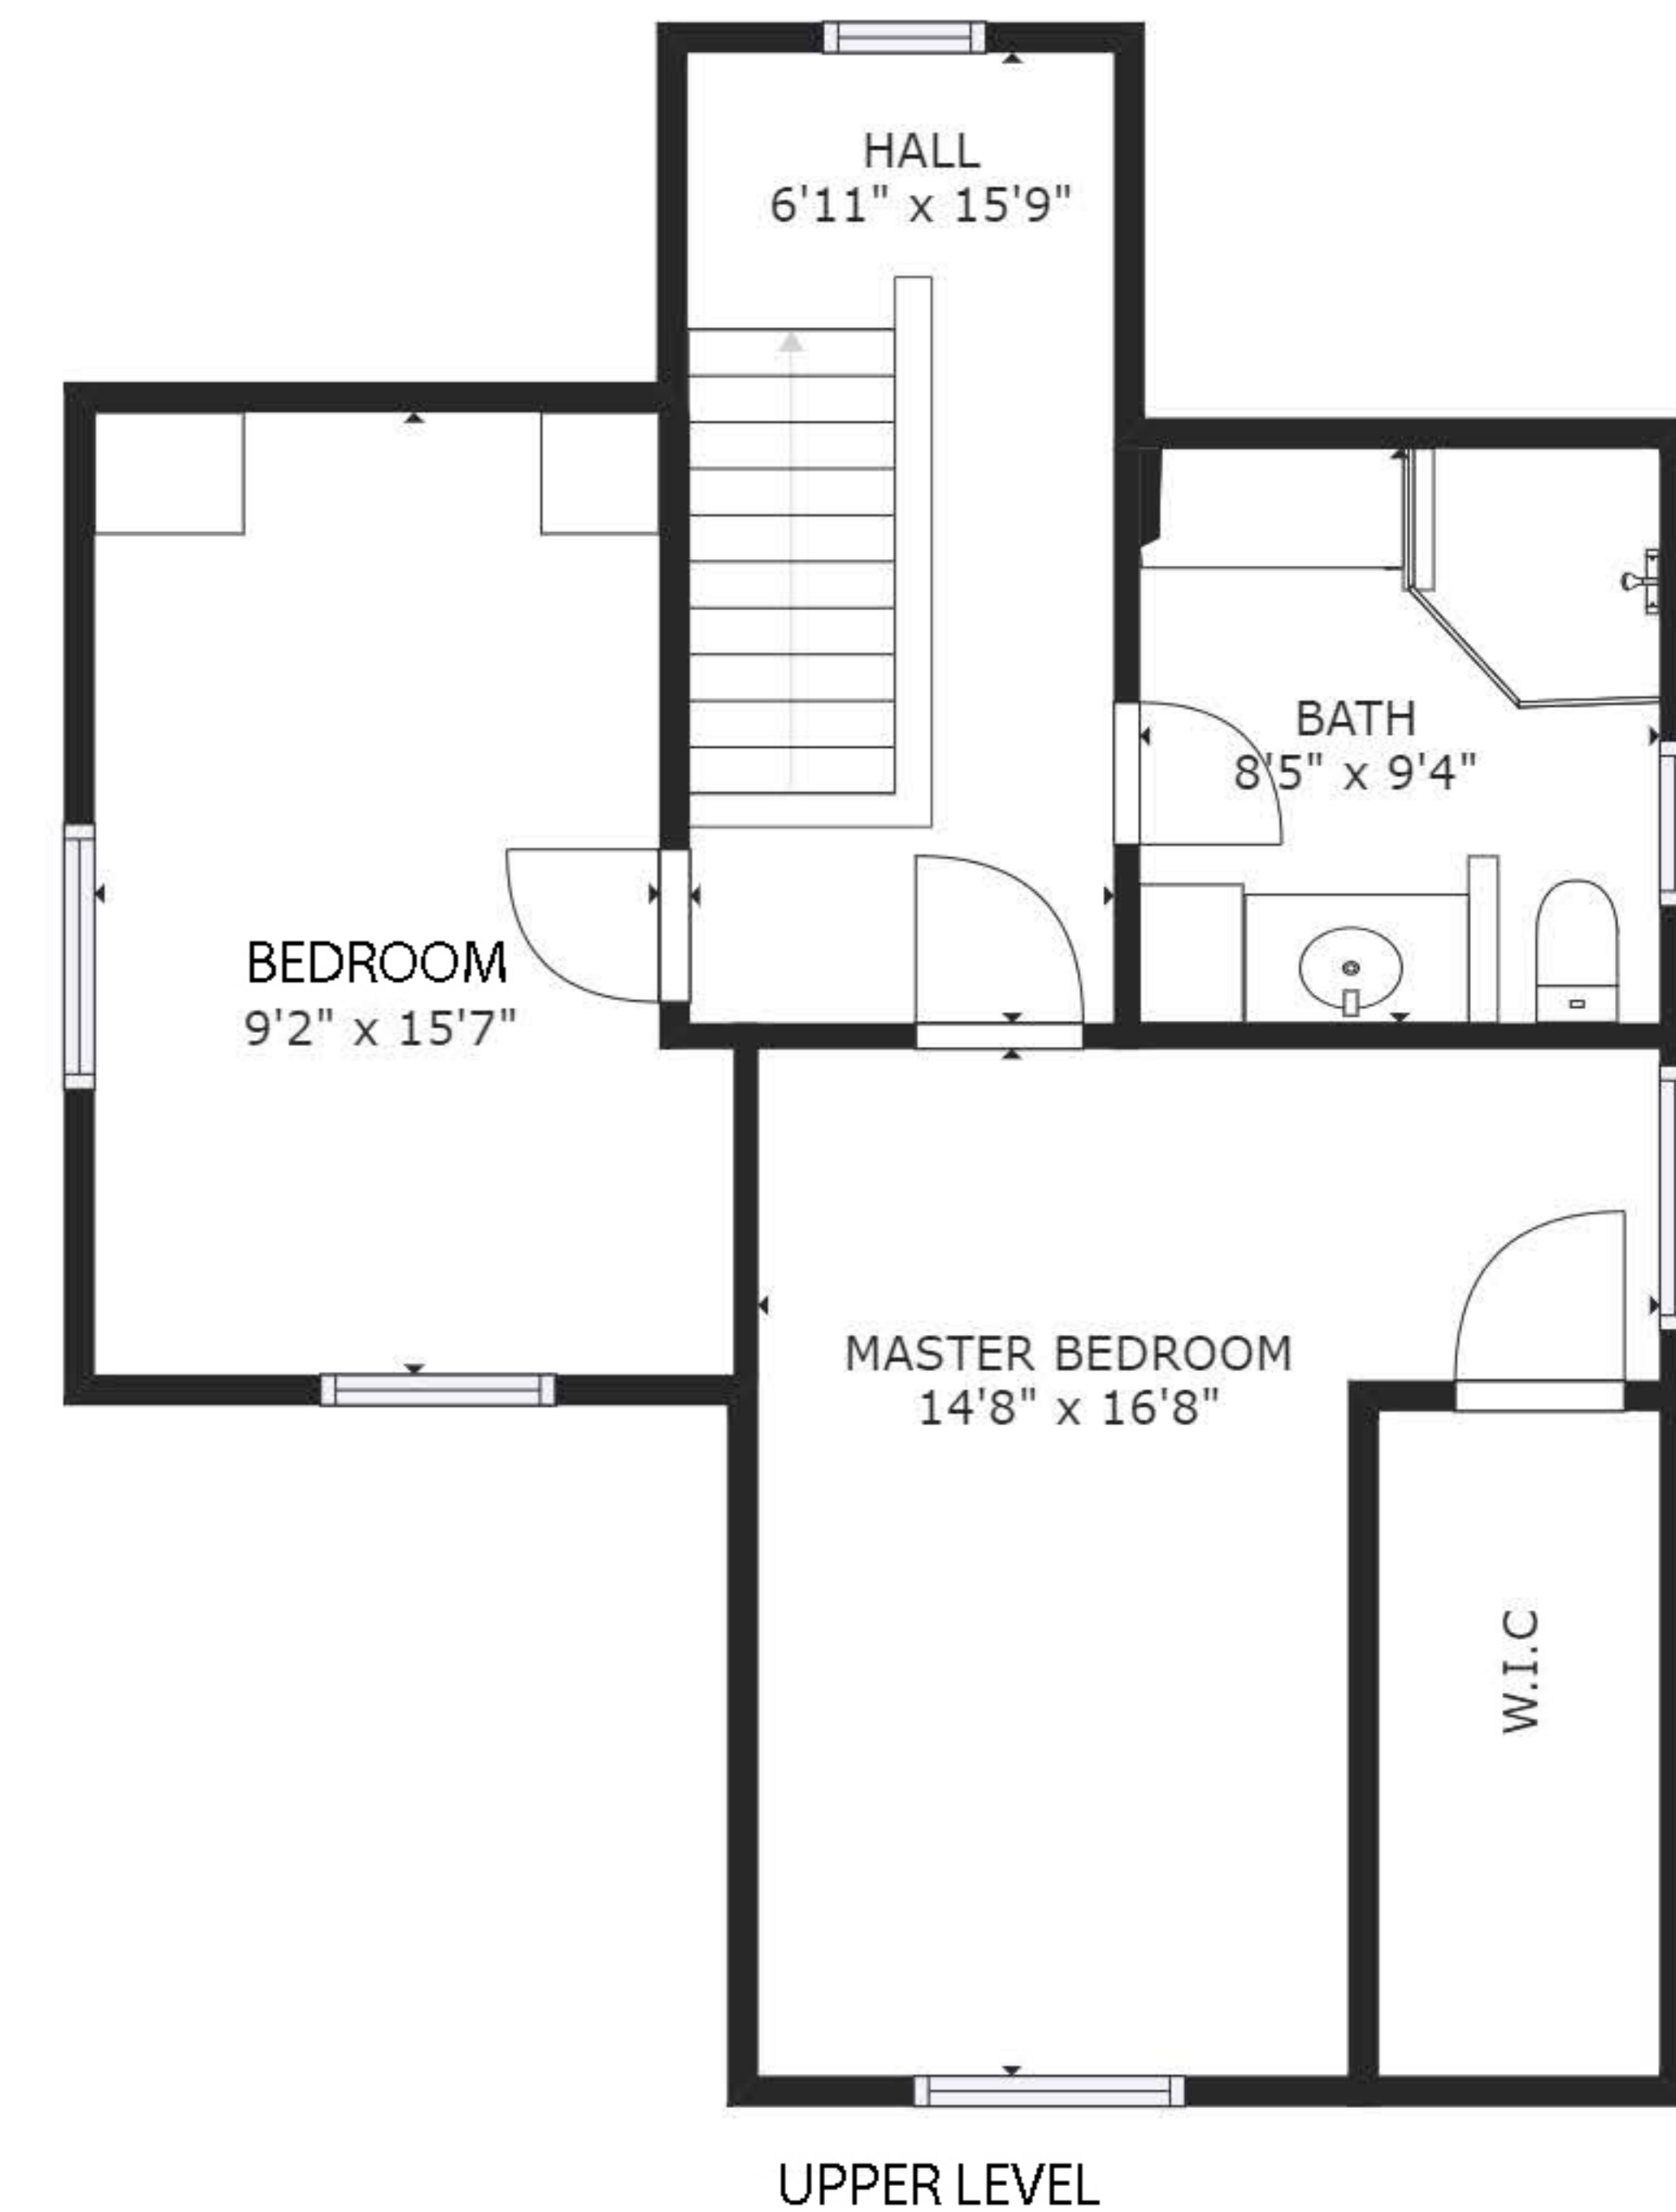 HALL
6'11" x 15'9"
BATH
8'5" x 9'4"
BEDROOM
9'2" x 15'7"
MASTER BEDROOM
14'8" x 16'8"
W.I.C
UPPER LEVEL